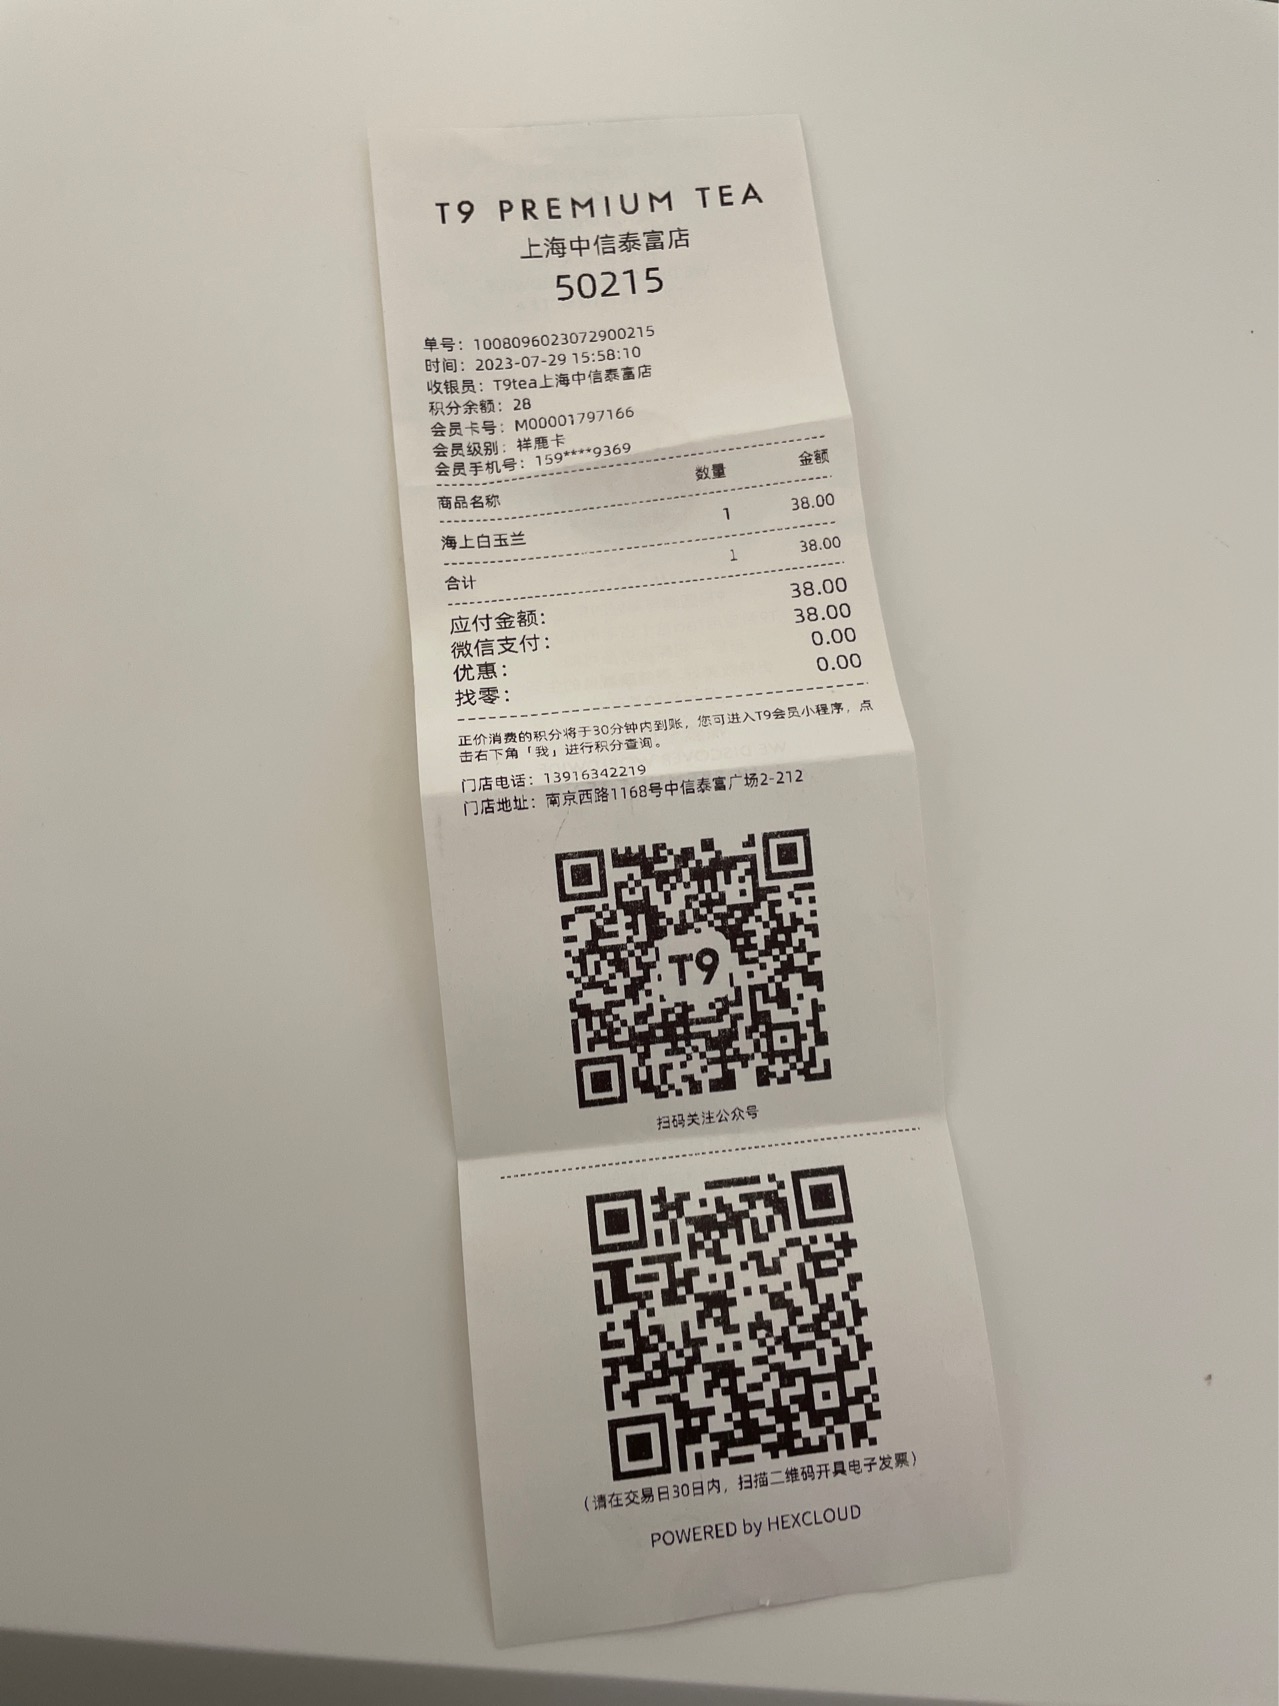 T9 PREMIUM TEA
上海中信泰富店
50215
单号：1008096023072900215
时间：2023-07-29 15:58:10
收银员：T9tea上海中信泰富店
积分余额：28
会员卡号：M00001797166
会员级别：祥鹿卡
会员手机号：159****9369
商品名称 数量 金额
海上白玉兰 1 38.00
合计 1 38.00
应付金额： 38.00
微信支付： 38.00
优惠： 0.00
找零： 0.00
正价消费的积分将于30分钟内到账，您可进入T9会员小程序，点
击右下角「我」进行积分查询。
门店电话：13916342219
门店地址：南京西路1168号中信泰富广场2-212
T9
扫码关注公众号
（请在交易日30日内，扫描二维码开具电子发票）
POWERED by HEXCLOUD